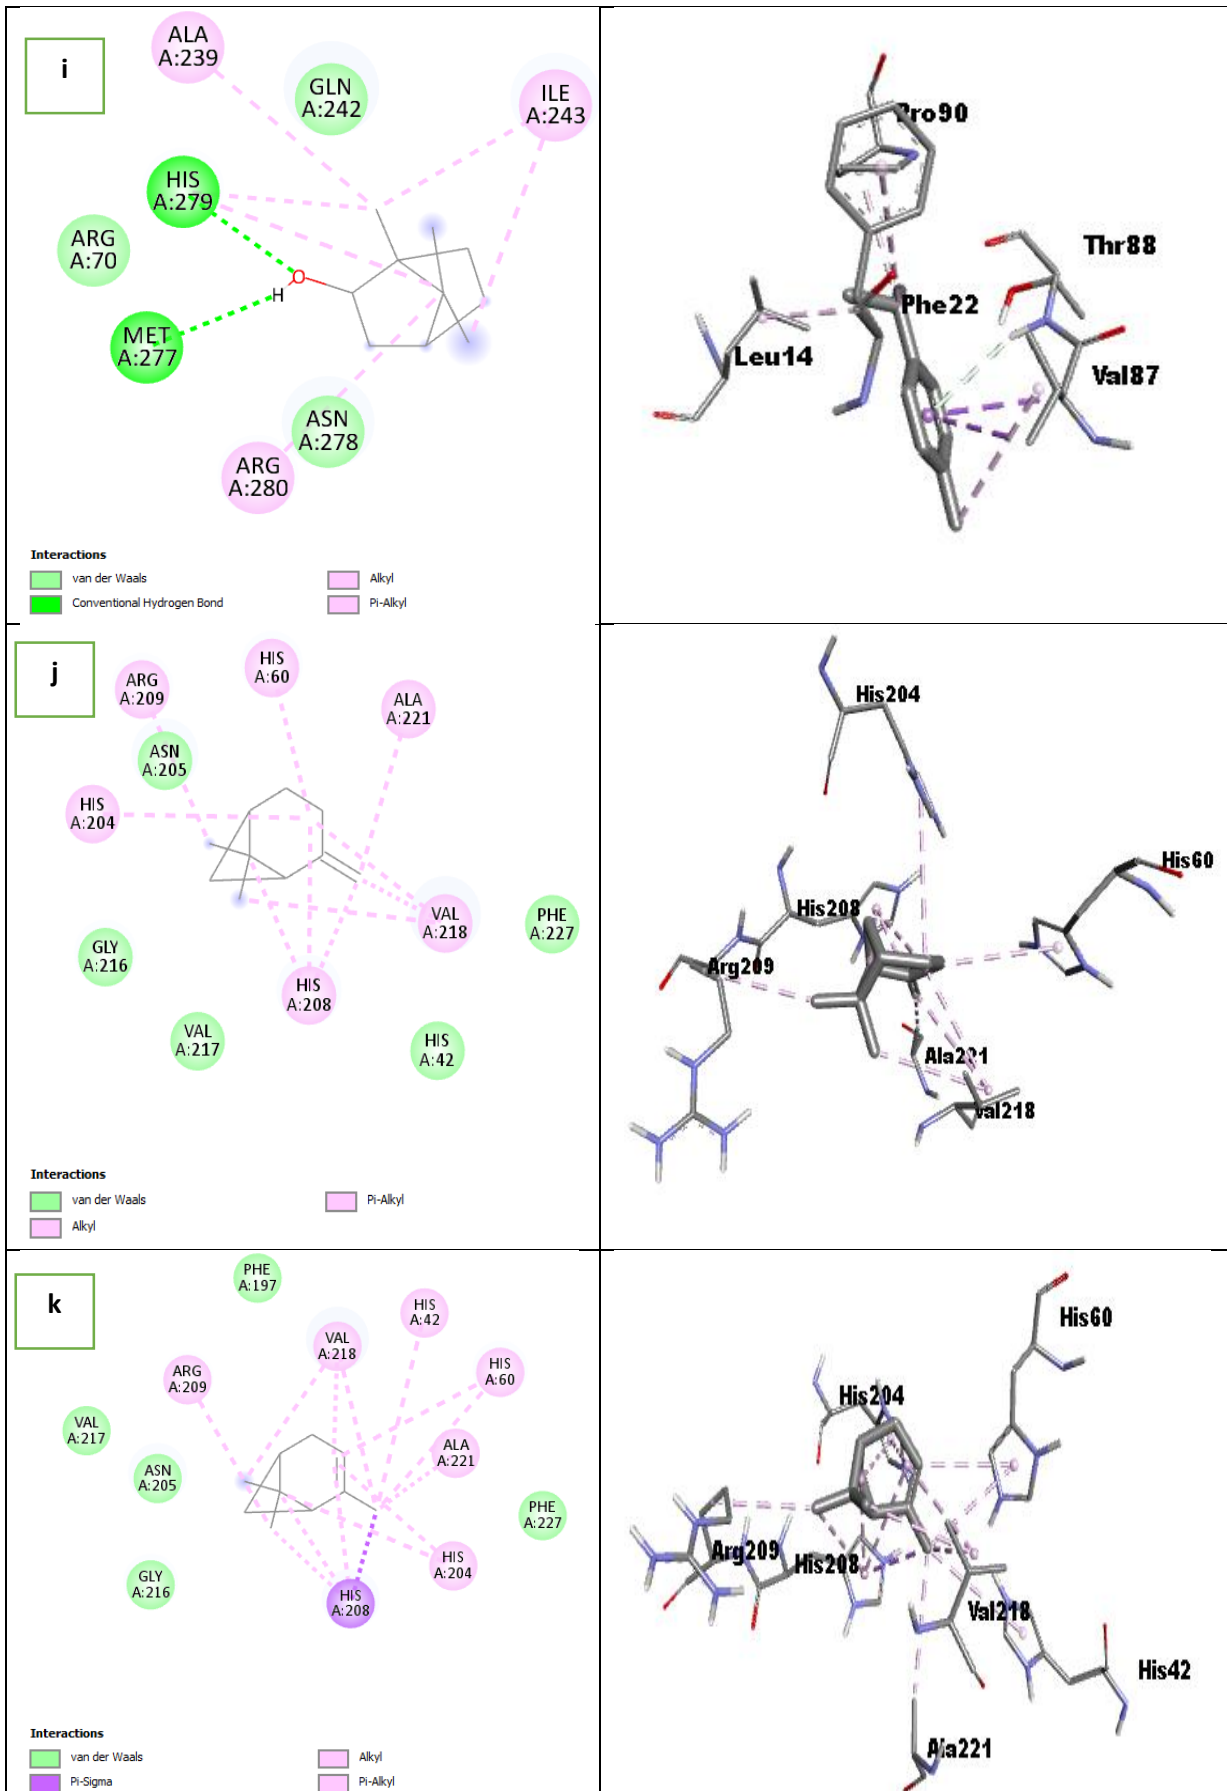 i
ALA
A:239
GLN
A:242
ILE
A:243
HIS
A:279
ARG
A:70
H
O
MET
A:277
ASN
A:278
ARG
A:280
Interactions
van der Waals
Conventional Hydrogen Bond
Alkyl
Pi-Alkyl
Pro90
Thr88
Phe22
Leu14
Val87
j
HIS
A:60
ARG
A:209
ALA
A:221
ASN
A:205
HIS
A:204
VAL
A:218
PHE
A:227
GLY
A:216
HIS
A:208
VAL
A:217
HIS
A:42
Interactions
van der Waals
Alkyl
Pi-Alkyl
His204
His60
His208
Arg209
Ala221
Val218
k
PHE
A:197
HIS
A:42
VAL
A:218
ARG
A:209
HIS
A:60
VAL
A:217
ALA
A:221
ASN
A:205
PHE
A:227
HIS
A:204
GLY
A:216
HIS
A:208
Interactions
van der Waals
Pi-Sigma
Alkyl
Pi-Alkyl
His60
His204
Arg209
His208
Val218
His42
Ala221